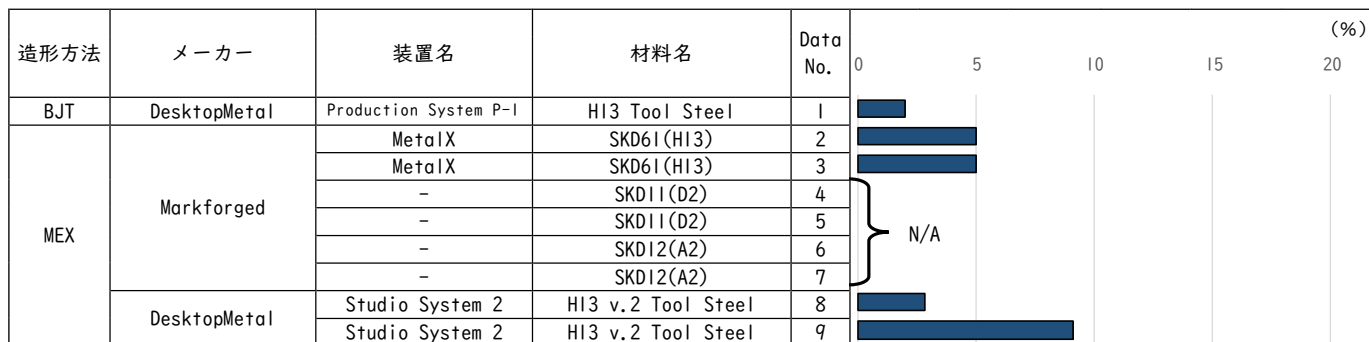 (%)
造形方法 メーカー 装置名 材料名 Data No. 0 5 10 15 20
BJT DesktopMetal Production System P-1 H13 Tool Steel 1
MetalX SKD61(H13) 2
MetalX SKD61(H13) 3
- SKD11(D2) 4
MEX Markforged - SKD11(D2) 5 N/A
- SKD12(A2) 6
- SKD12(A2) 7
DesktopMetal Studio System 2 H13 v.2 Tool Steel 8
Studio System 2 H13 v.2 Tool Steel 9